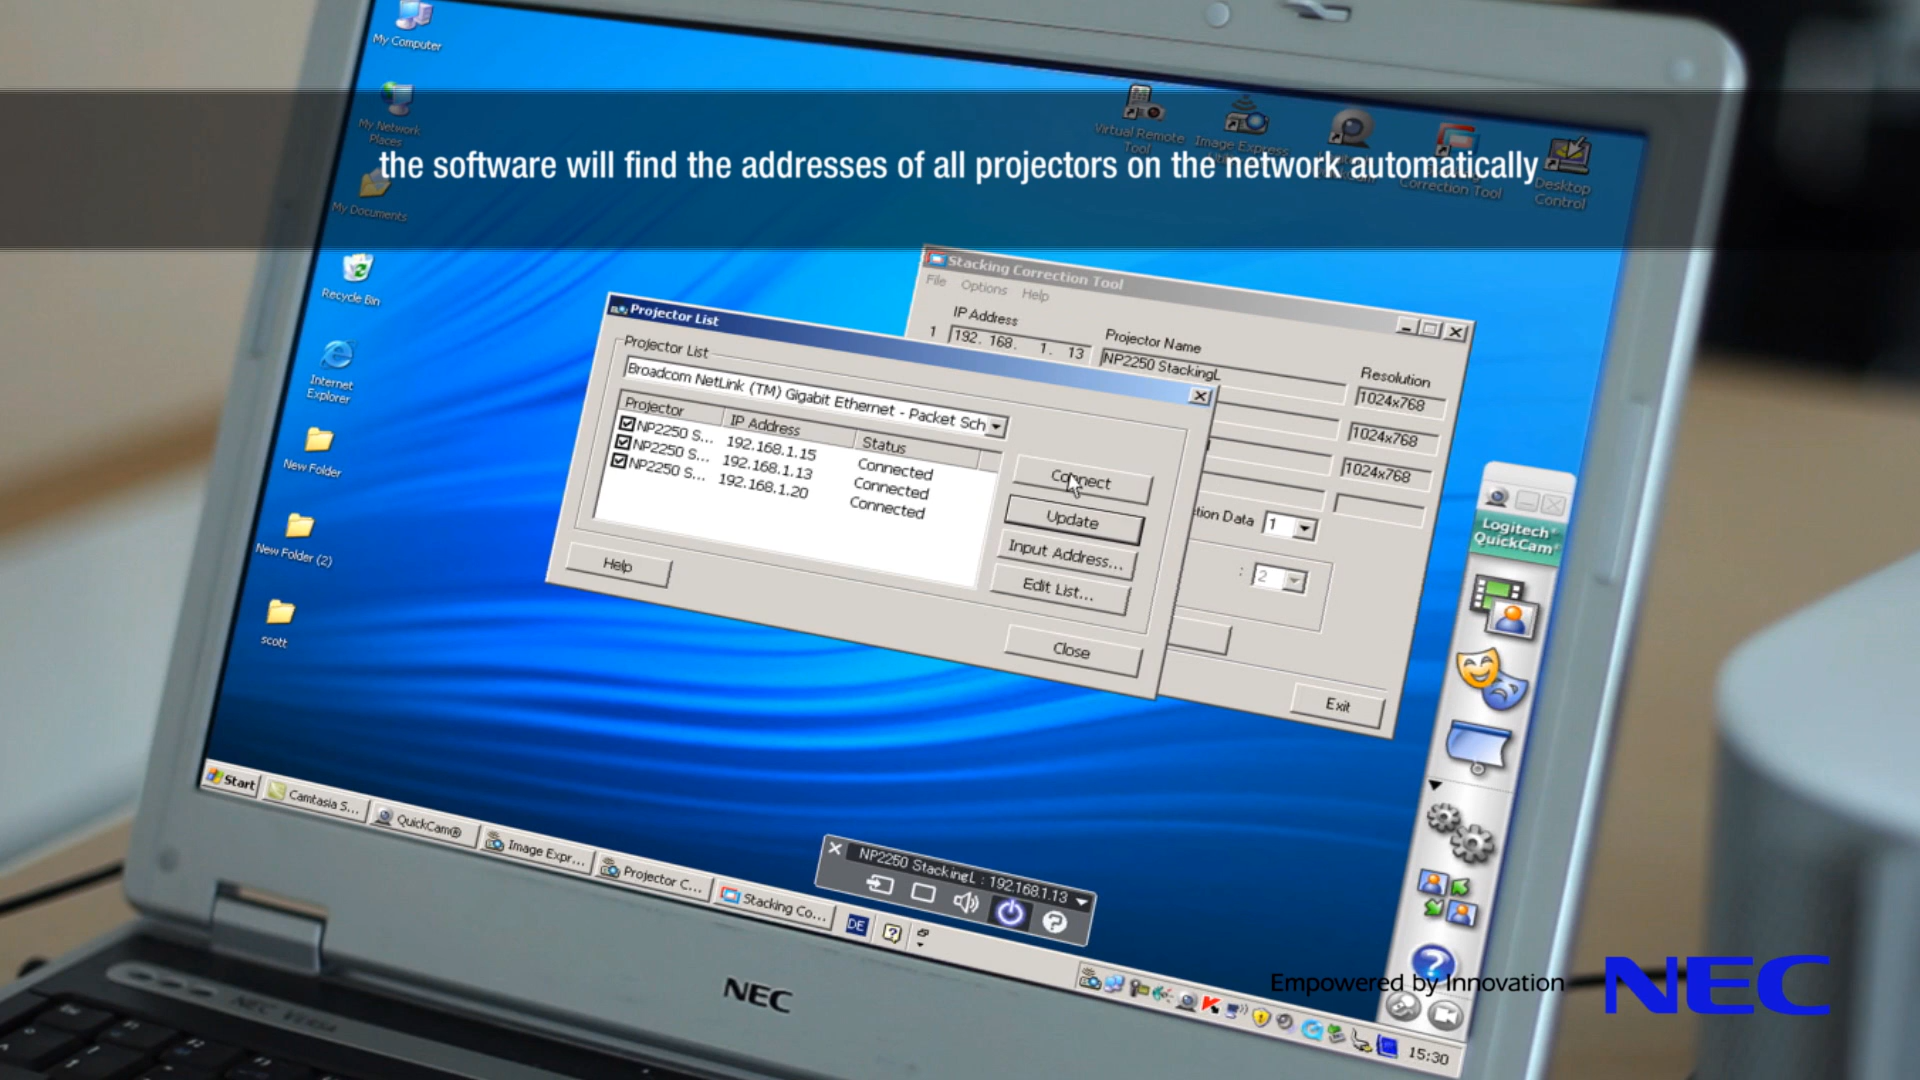 My Computer
My Network
Places
the software will find the addresses of all projectors on the network automatically
Virtual Remote
Tool
Image Express
Correction Tool
Desktop
Control
My Documents
Recycle Bin
Internet
Explorer
New Folder
New Folder (2)
scott
Stacking Correction Tool
File Options Help
IP Address
Projector Name
Resolution
1 192. 168. 1. 13
NP2250 StackingL
1024x768
1024x768
1024x768
tion Data 1
: 2
Exit
Projector List
Projector List
Broadcom NetLink (TM) Gigabit Ethernet - Packet Sch
Projector IP Address Status
NP2250 S... 192.168.1.15 Connected
NP2250 S... 192.168.1.13 Connected
NP2250 S... 192.168.1.20 Connected
Connect
Update
Input Address...
Edit List...
Help
Close
Logitech
QuickCam
NP2250 StackingL : 192.168.1.13
Start
Camtasia S...
QuickCam®
Image Expr...
Projector C...
Stacking Co...
DE
15:30
NEC
NEC VERSA
Empowered by Innovation
NEC